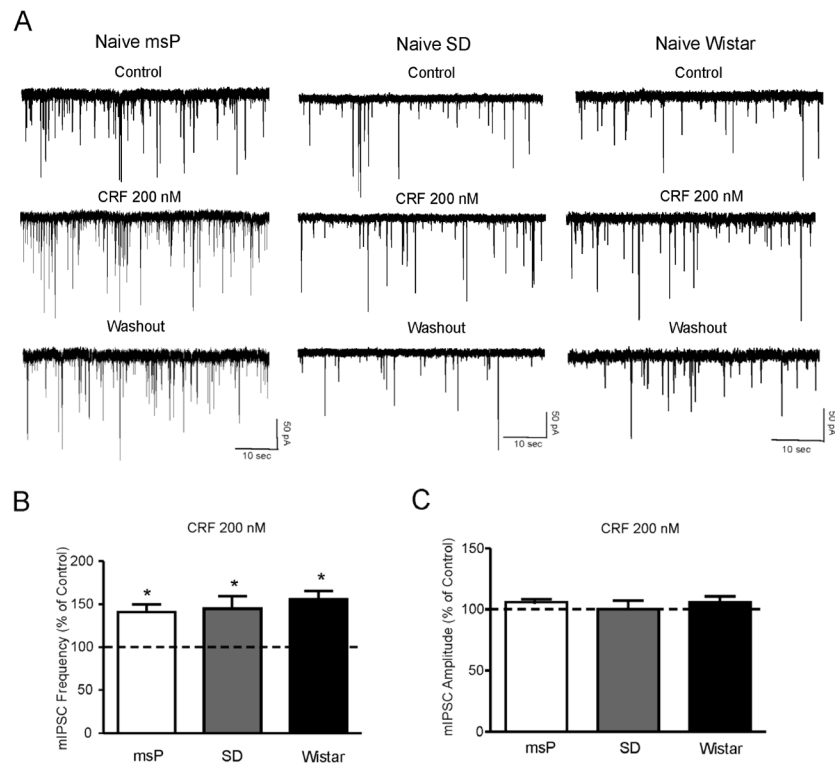 A
Naive msP
Naive SD
Naive Wistar
Control
Control
Control
CRF 200 nM
CRF 200 nM
CRF 200 nM
Washout
Washout
Washout
50 pA
10 sec
50 pA
10 sec
50 pA
10 sec
B
CRF 200 nM
mIPSC Frequency (% of Control)
200
150
100
50
0
*
*
*
msP
SD
Wistar
C
CRF 200 nM
mIPSC Amplitude (% of Control)
150
100
50
0
msP
SD
Wistar